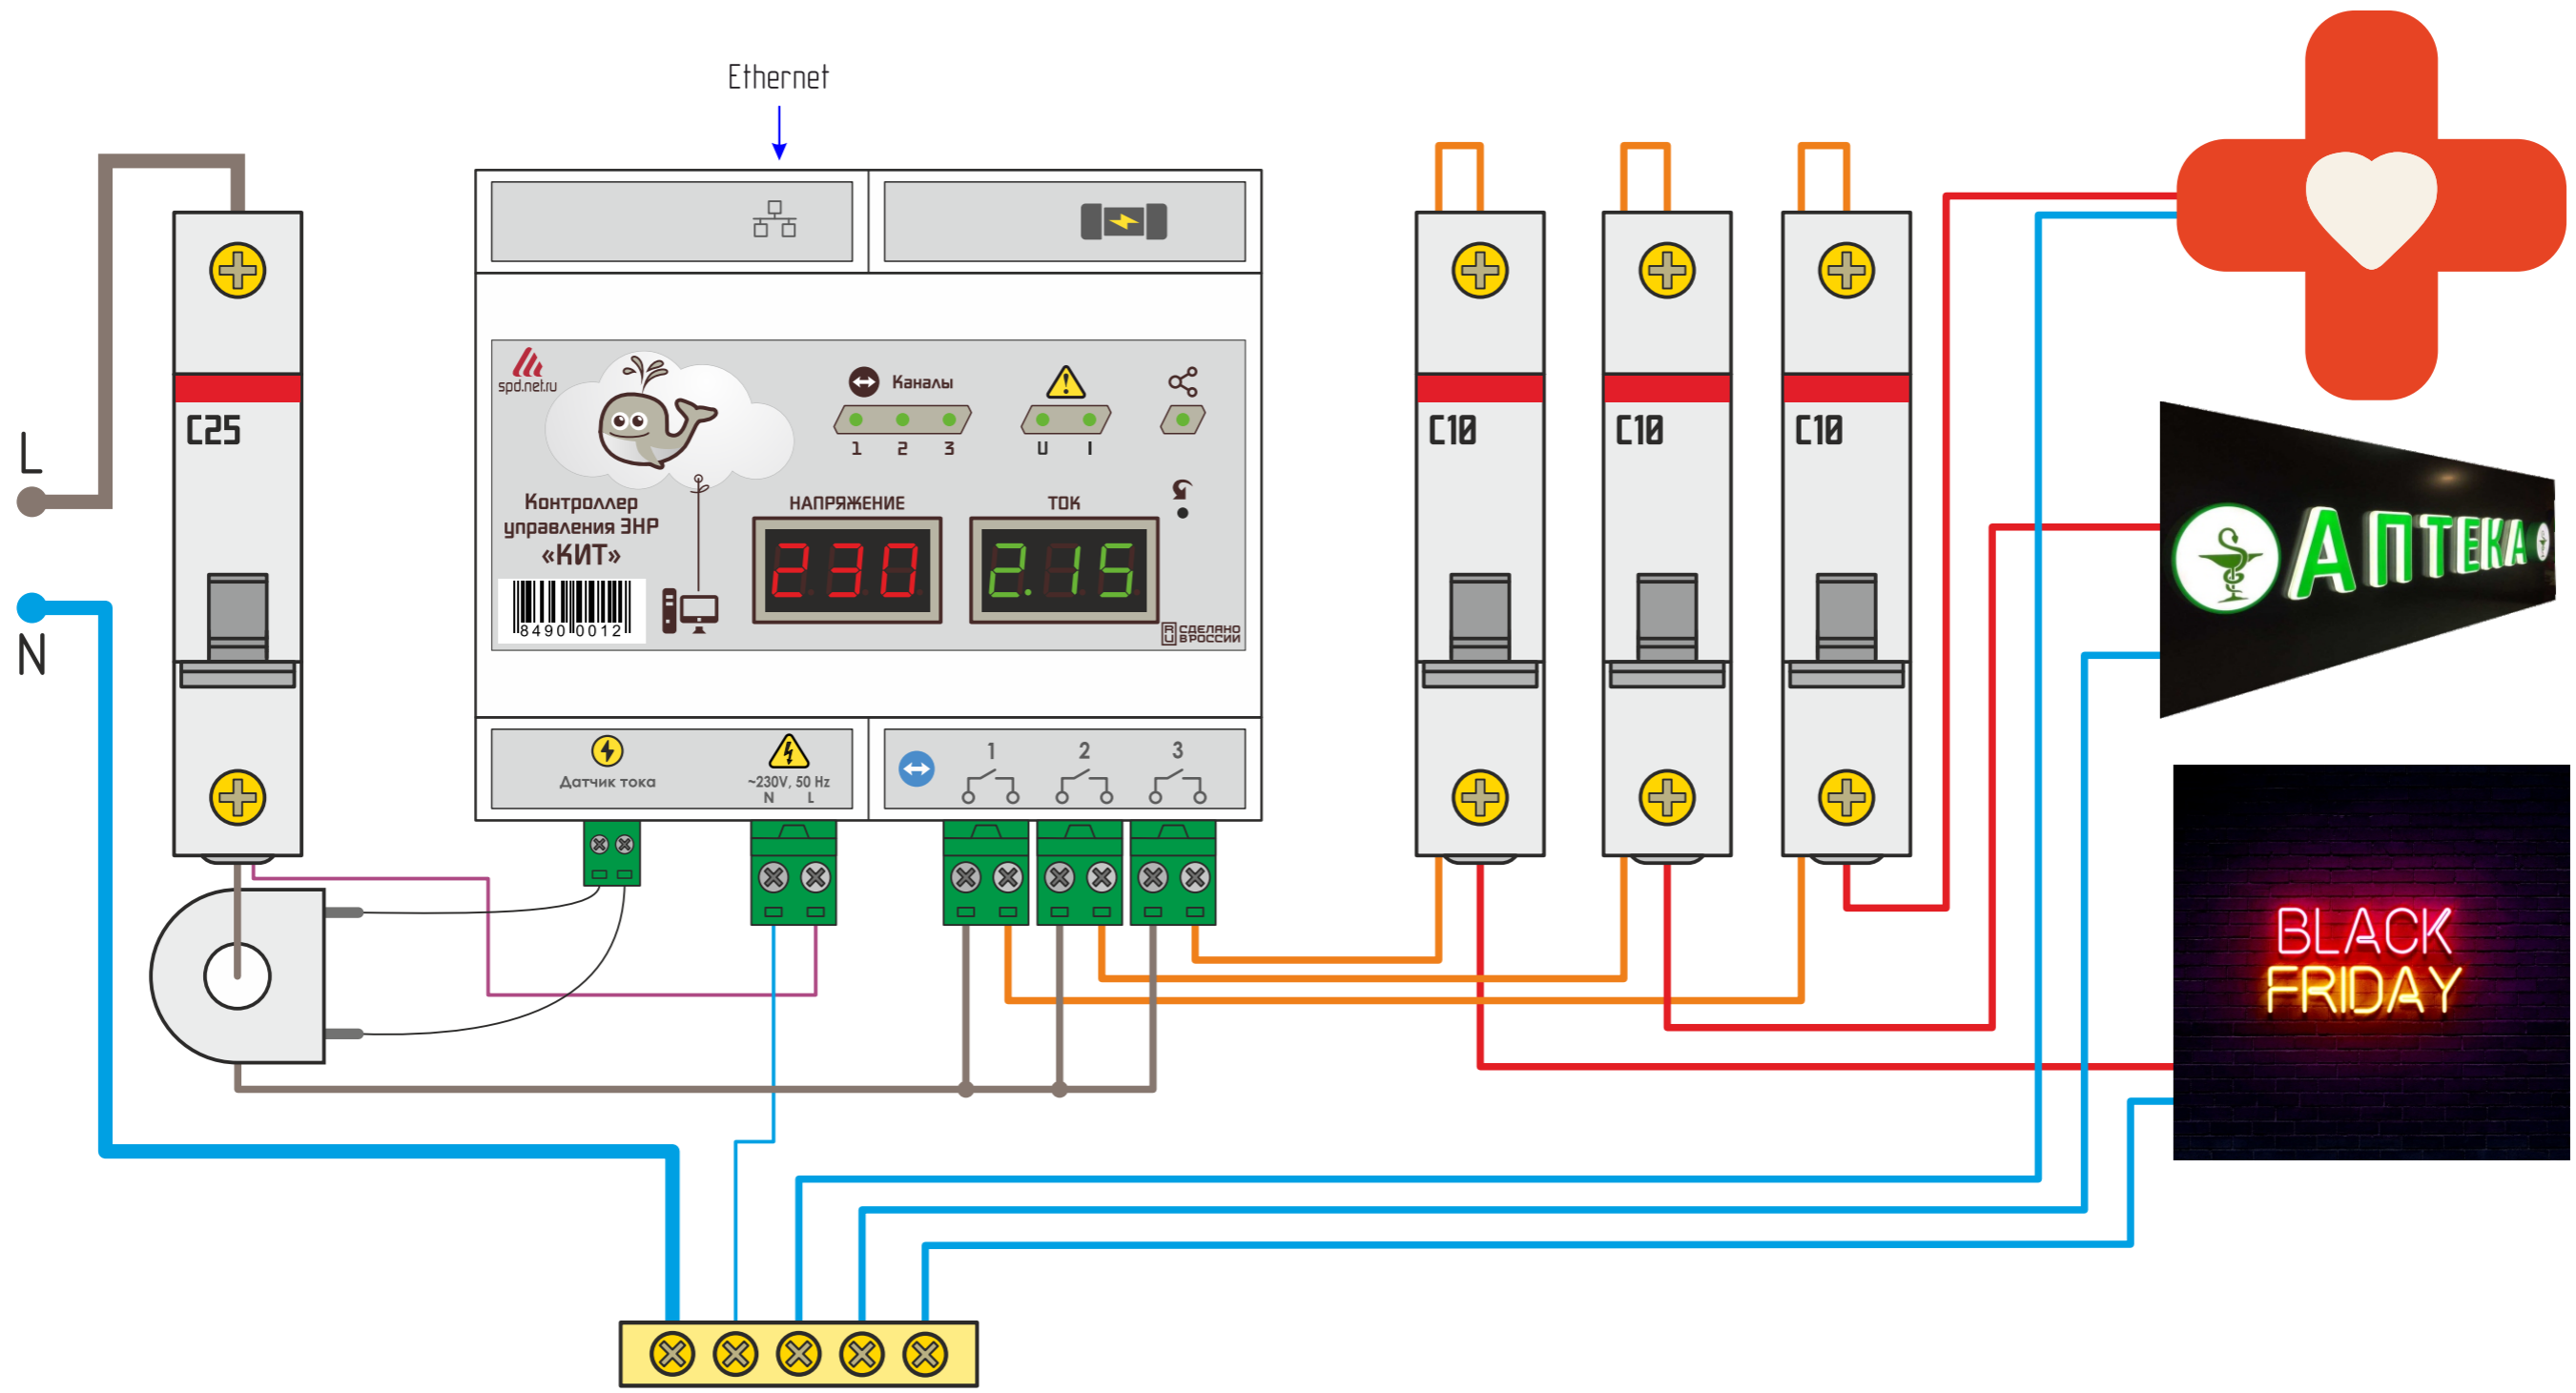 Ethernet
L
N
C25
spd.net.ru
Каналы
1 2 3
U I
Контроллер
управления ЭНР
«КИТ»
8490 0012
НАПРЯЖЕНИЕ
230
ТОК
2.15
RU СДЕЛАНО
В РОССИИ
Датчик тока
~230V, 50 Hz
N L
1 2 3
C10
C10
C10
АПТЕКА
BLACK
FRIDAY